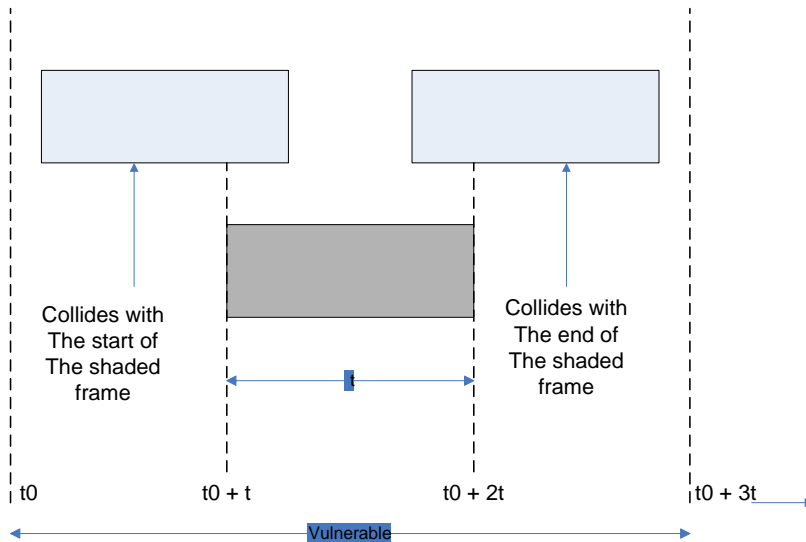 Collides with
The start of
The shaded
frame
Collides with
The end of
The shaded
frame
t
t0
t0 + t
t0 + 2t
t0 + 3t
Vulnerable